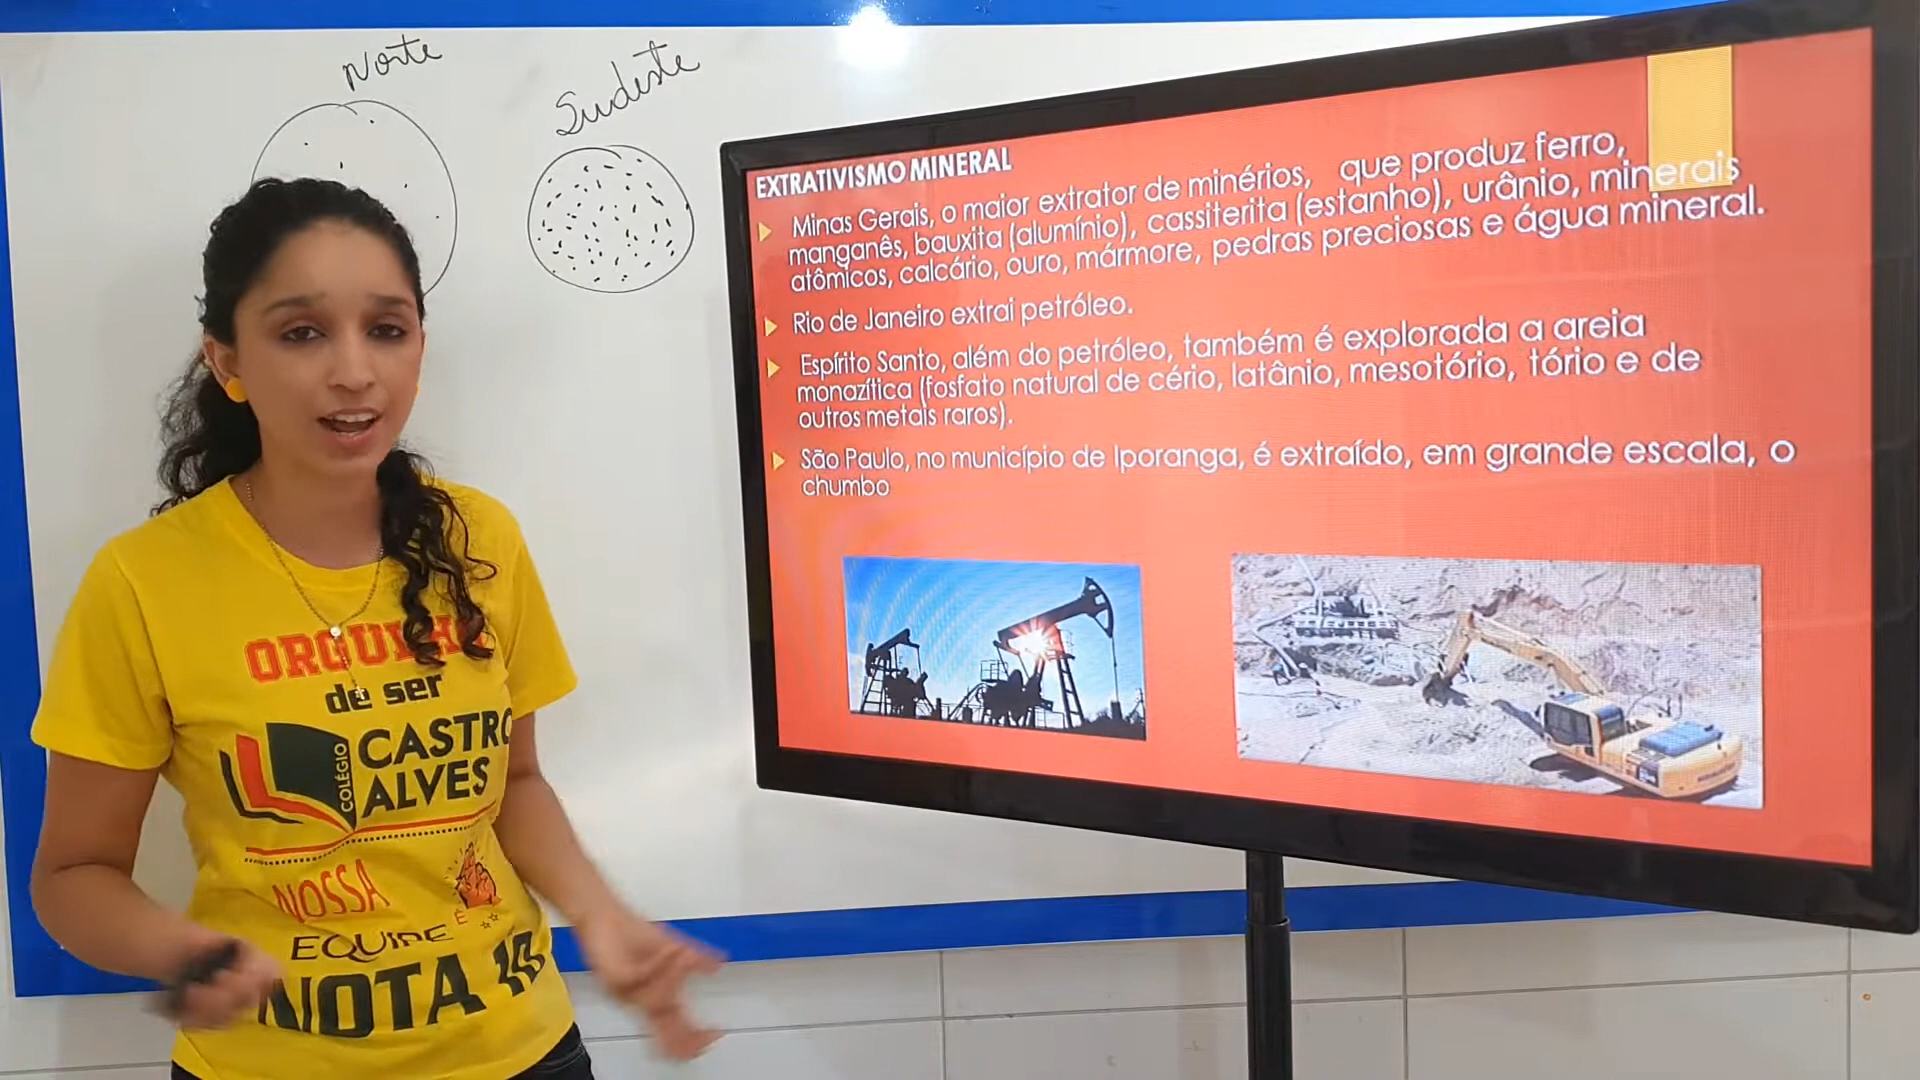 Norte
Sudeste
EXTRATIVISMO MINERAL
Minas Gerais, o maior extrator de minérios, que produz ferro,
manganês, bauxita (alumínio), cassiterita (estanho), urânio, minerais
atômicos, calcário, ouro, mármore, pedras preciosas e água mineral.
Rio de Janeiro extrai petróleo.
Espírito Santo, além do petróleo, também é explorada a areia
monazítica (fosfato natural de cério, latânio, mesotório, tório e de
outros metais raros).
São Paulo, no município de Iporanga, é extraído, em grande escala, o
chumbo
ORGULHO
de ser
COLÉGIO
CASTRO
ALVES
NOSSA
EQUIPE É
NOTA 10